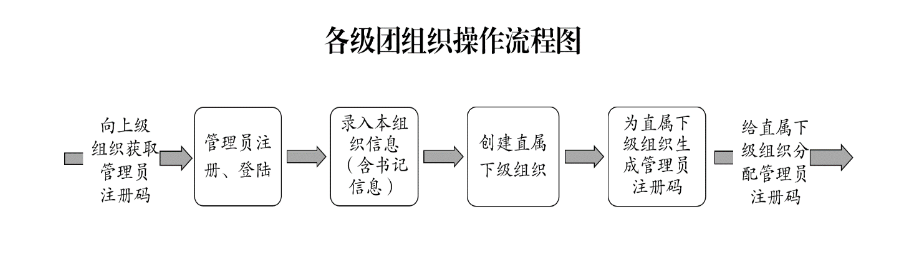 各级团组织操作流程图
向上级
组织获取
管理员
注册码
管理员注
册、登陆
录入本组
织信息
（含书记
信息）
创建直属
下级组织
为直属下
级组织生
成管理员
注册码
给直属下
级组织分
配管理员
注册码